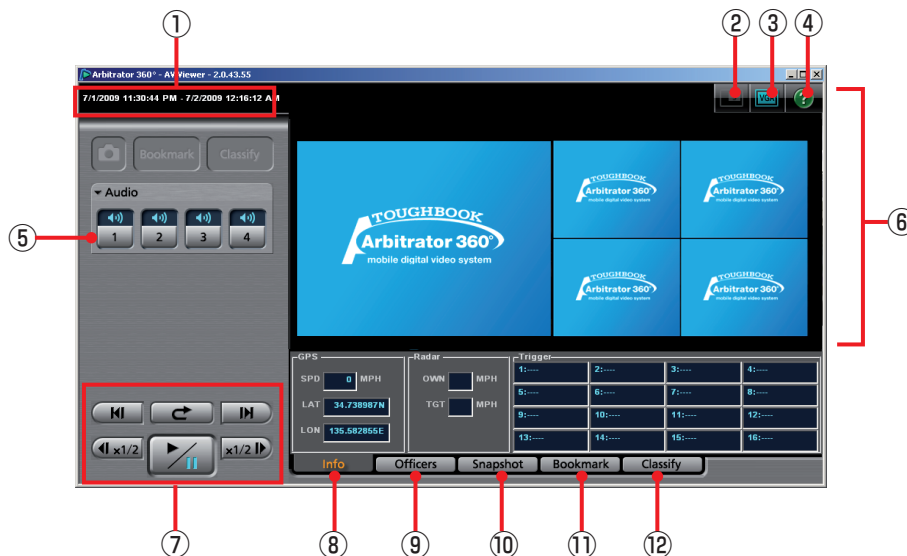 ① ② ③ ④
Arbitrator 360° - AV Viewer - 2.0.43.55
7/1/2009 11:30:44 PM - 7/2/2009 12:16:12 AM
VGA ?
Bookmark Classify
Audio
1 2 3 4
⑤
⑥
TOUGHBOOK
Arbitrator 360°
mobile digital video system
TOUGHBOOK
Arbitrator 360°
mobile digital video system
TOUGHBOOK
Arbitrator 360°
mobile digital video system
TOUGHBOOK
Arbitrator 360°
mobile digital video system
TOUGHBOOK
Arbitrator 360°
mobile digital video system
GPS
SPD 0 MPH
LAT 34.738987N
LON 135.582855E
Radar
OWN MPH
TGT MPH
Trigger
1:---- 2:---- 3:---- 4:----
5:---- 6:---- 7:---- 8:----
9:---- 10:---- 11:---- 12:----
13:---- 14:---- 15:---- 16:----
x1/2 x1/2
Info Officers Snapshot Bookmark Classify
⑦ ⑧ ⑨ ⑩ ⑪ ⑫